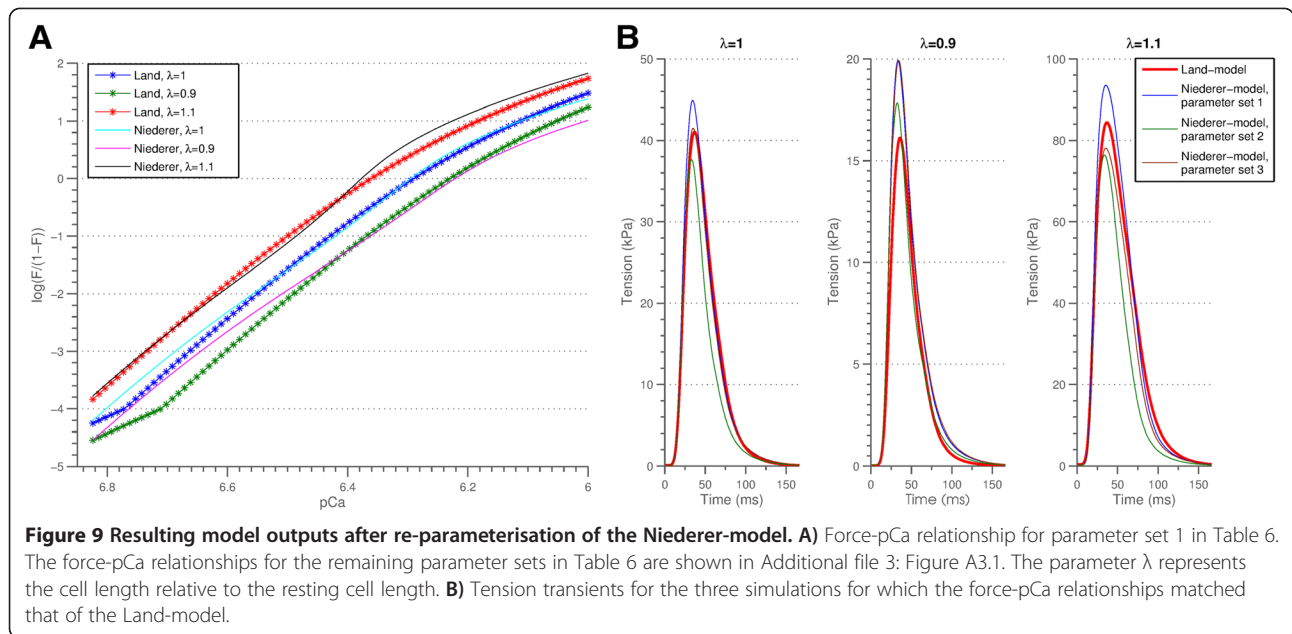 A
Land, λ=1
Land, λ=0.9
Land, λ=1.1
Niederer, λ=1
Niederer, λ=0.9
Niederer, λ=1.1
2
1
0
−1
−2
−3
−4
−5
log(F/(1−F))
6.8
6.6
6.4
6.2
6
pCa
B
λ=1
50
40
30
20
10
0
Tension (kPa)
0
50
100
150
Time (ms)
λ=0.9
20
15
10
5
0
Tension (kPa)
0
50
100
150
Time (ms)
λ=1.1
100
80
60
40
20
0
Tension (kPa)
0
50
100
150
Time (ms)
Land−model
Niederer−model,
parameter set 1
Niederer−model,
parameter set 2
Niederer−model,
parameter set 3
Figure 9 Resulting model outputs after re-parameterisation of the Niederer-model. A) Force-pCa relationship for parameter set 1 in Table 6.
The force-pCa relationships for the remaining parameter sets in Table 6 are shown in Additional file 3: Figure A3.1. The parameter λ represents
the cell length relative to the resting cell length. B) Tension transients for the three simulations for which the force-pCa relationships matched
that of the Land-model.